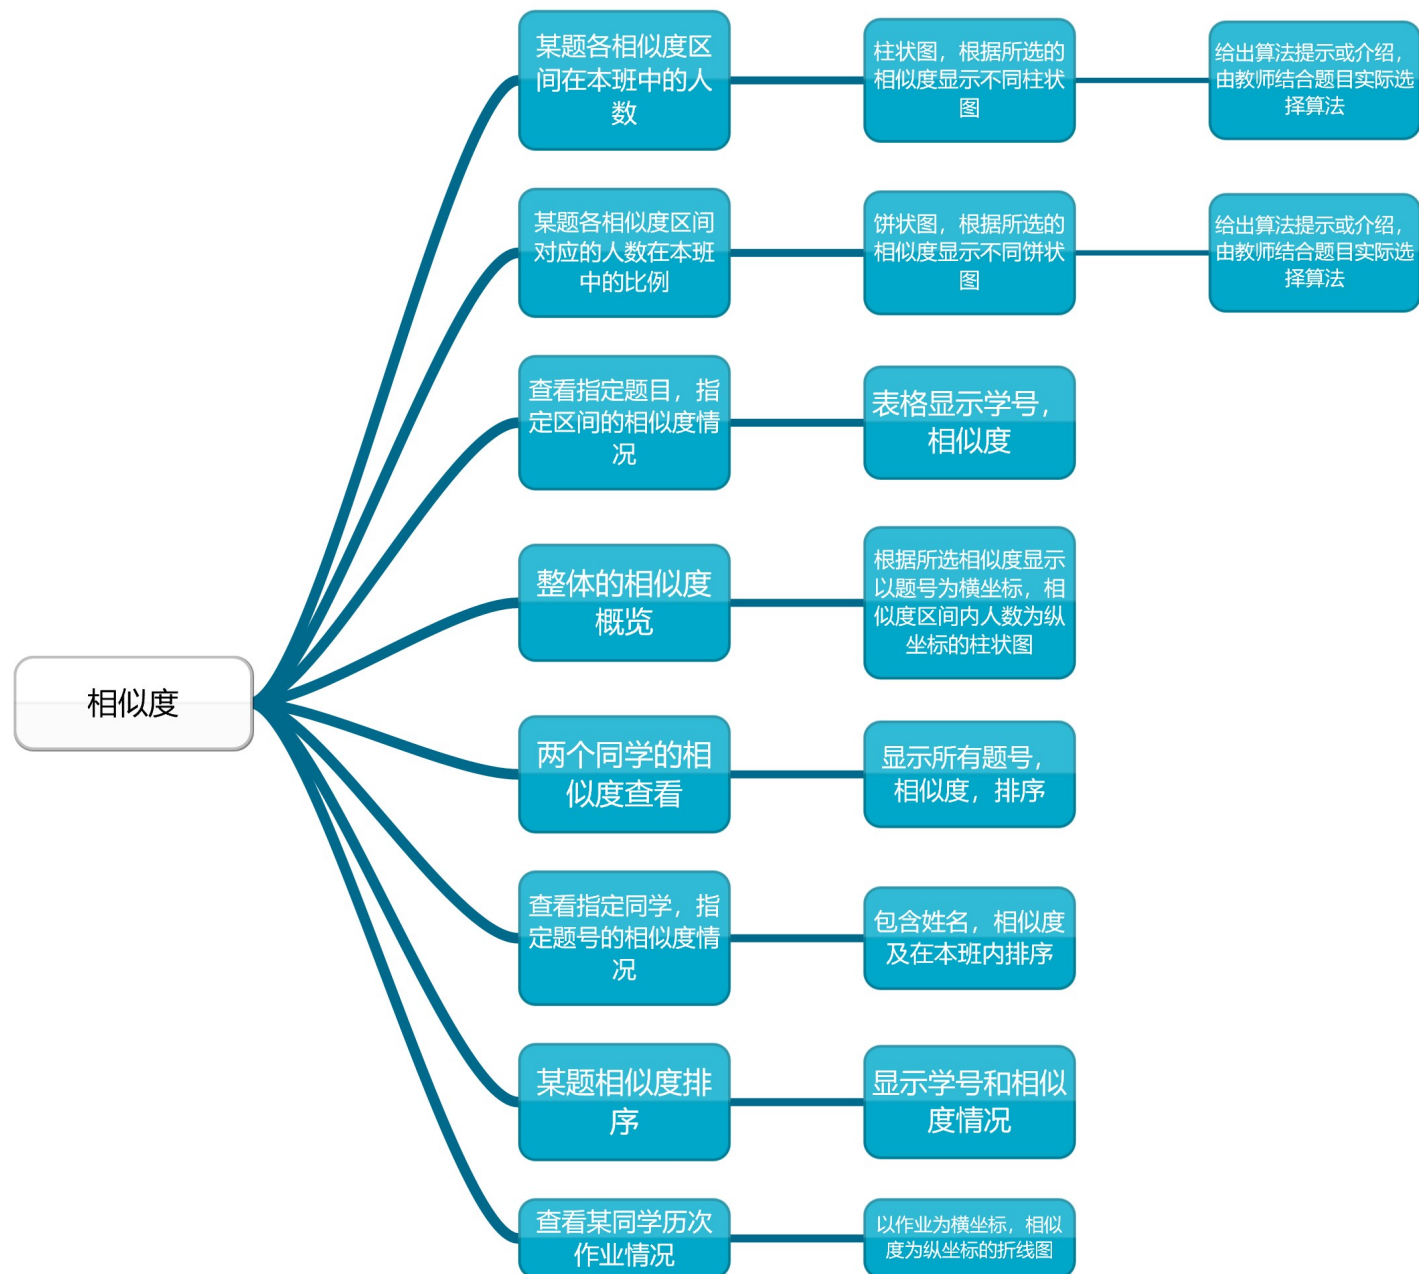 某题各相似度区
间在本班中的人
数
柱状图，根据所选的
相似度显示不同柱状
图
给出算法提示或介绍，
由教师结合题目实际选
择算法
某题各相似度区间
对应的人数在本班
中的比例
饼状图，根据所选的
相似度显示不同饼状
图
给出算法提示或介绍，
由教师结合题目实际选
择算法
查看指定题目，指
定区间的相似度情
况
表格显示学号，
相似度
整体的相似度
概览
根据所选相似度显示
以题号为横坐标，相
似度区间内人数为纵
坐标的柱状图
相似度
两个同学的相
似度查看
显示所有题号，
相似度，排序
查看指定同学，指
定题号的相似度情
况
包含姓名，相似度
及在本班内排序
某题相似度排
序
显示学号和相似
度情况
查看某同学历次
作业情况
以作业为横坐标，相似
度为纵坐标的折线图